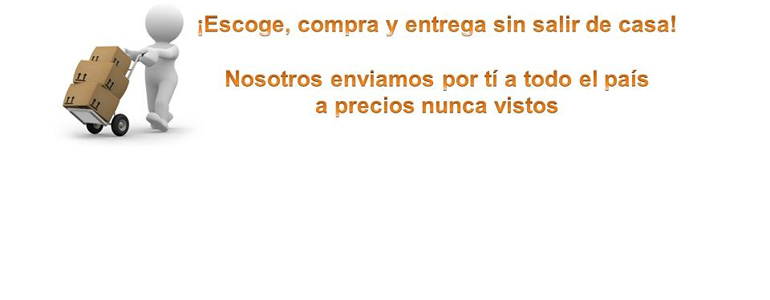 ¡Escoge, compra y entrega sin salir de casa!
Nosotros enviamos por tí a todo el país
a precios nunca vistos